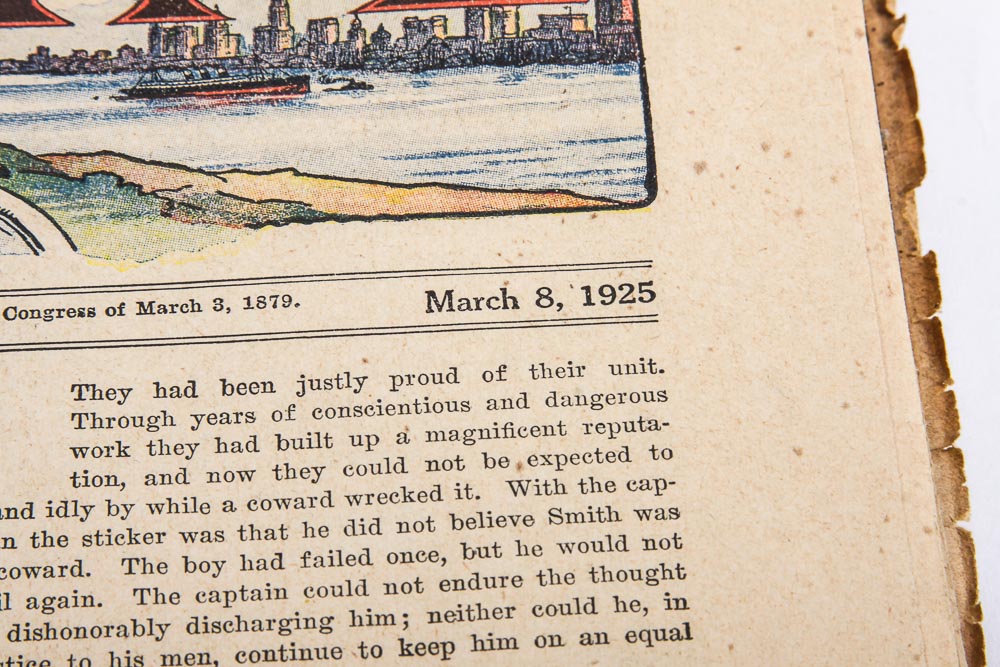 Congress of March 3, 1879. March 8, 1925
They had been justly proud of their unit.
Through years of conscientious and dangerous
work they had built up a magnificent reputa-
tion, and now they could not be expected to
and idly by while a coward wrecked it. With the cap-
n the sticker was that he did not believe Smith was
coward. The boy had failed once, but he would not
il again. The captain could not endure the thought
dishonorably discharging him; neither could he, in
stice to his men, continue to keep him on an equal